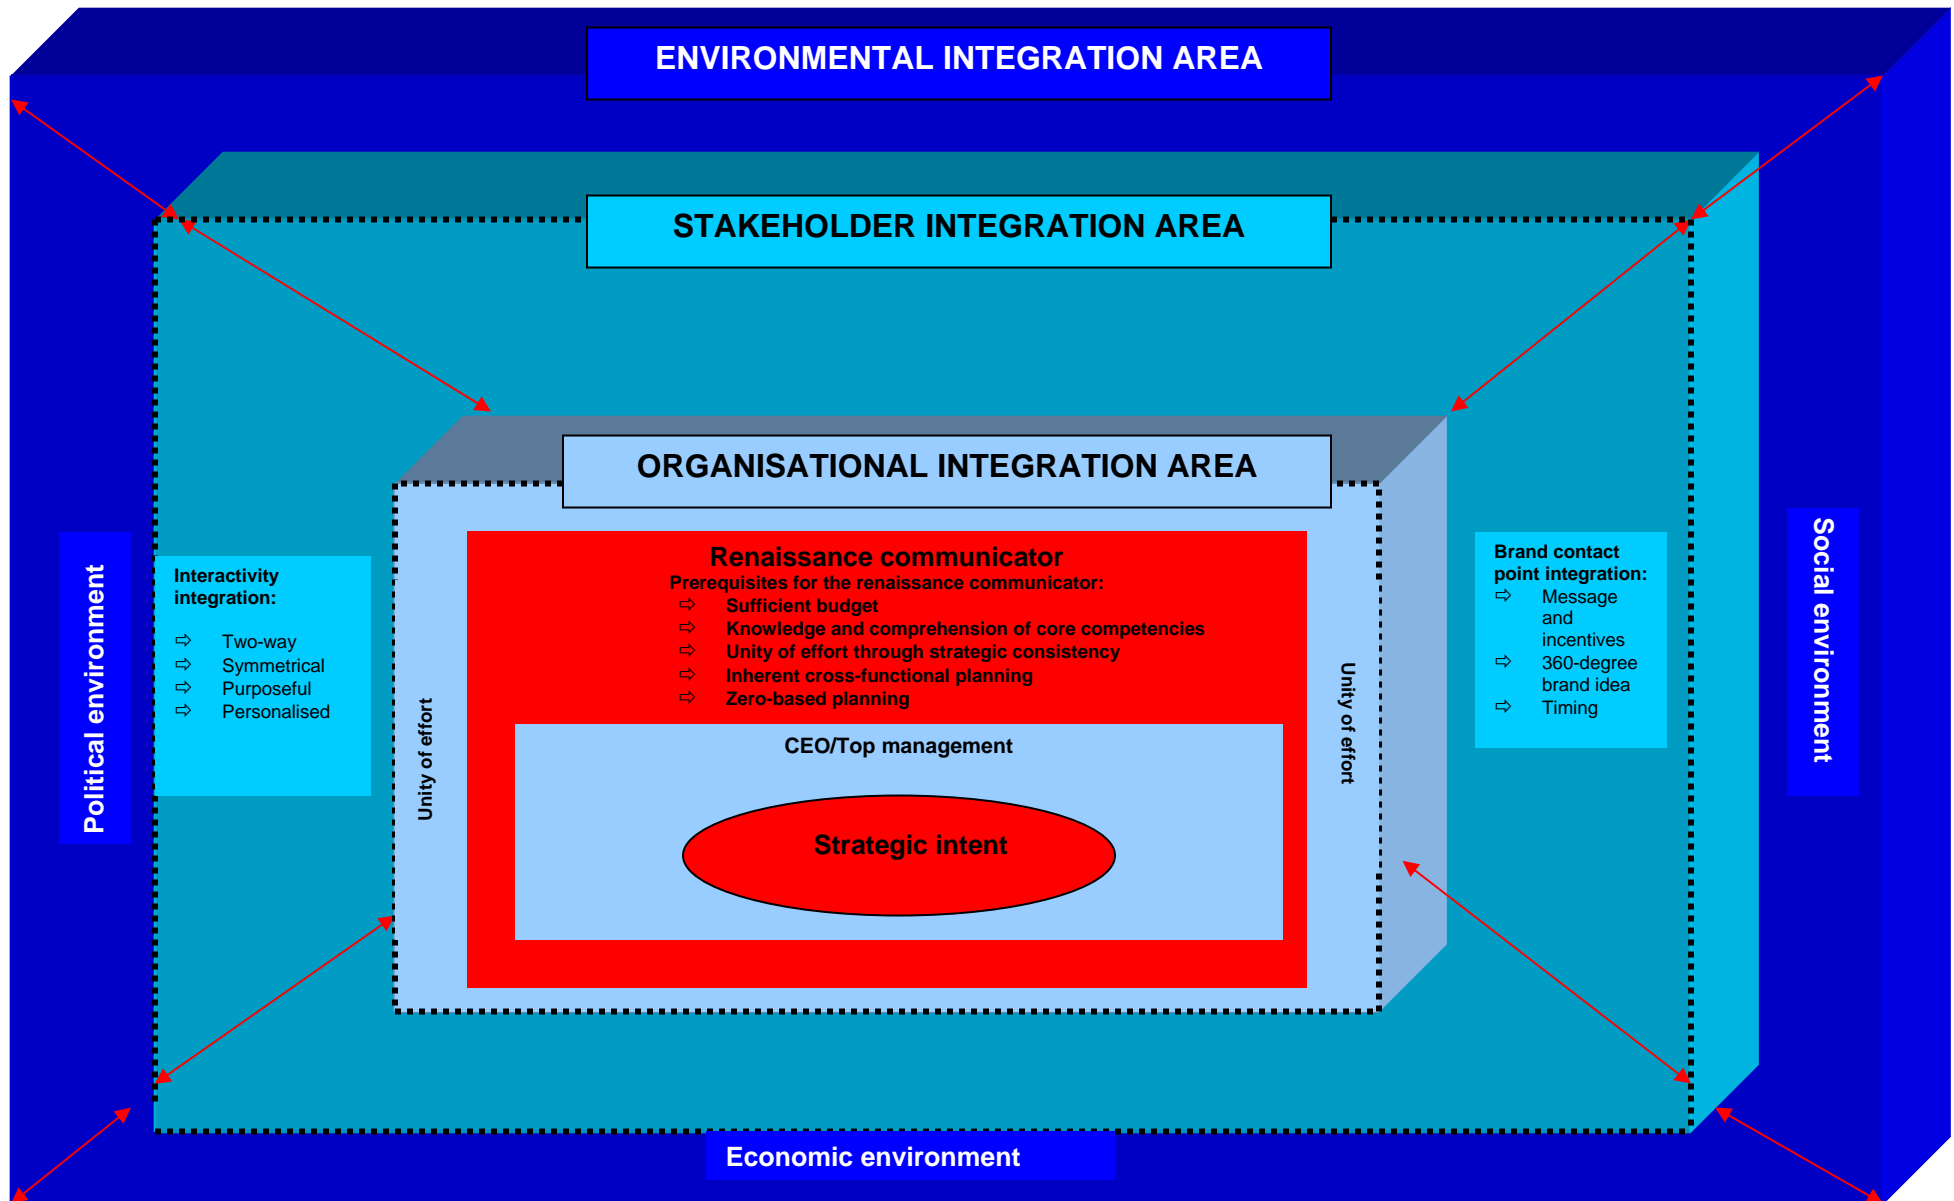 ENVIRONMENTAL INTEGRATION AREA
STAKEHOLDER INTEGRATION AREA
ORGANISATIONAL INTEGRATION AREA
Political environment
Interactivity
integration:
⇨ Two-way
⇨ Symmetrical
⇨ Purposeful
⇨ Personalised
Unity of effort
Renaissance communicator
Prerequisites for the renaissance communicator:
⇨ Sufficient budget
⇨ Knowledge and comprehension of core competencies
⇨ Unity of effort through strategic consistency
⇨ Inherent cross-functional planning
⇨ Zero-based planning
CEO/Top management
Strategic intent
Unity of effort
Brand contact
point integration:
⇨ Message
and
incentives
⇨ 360-degree
brand idea
⇨ Timing
Social environment
Economic environment